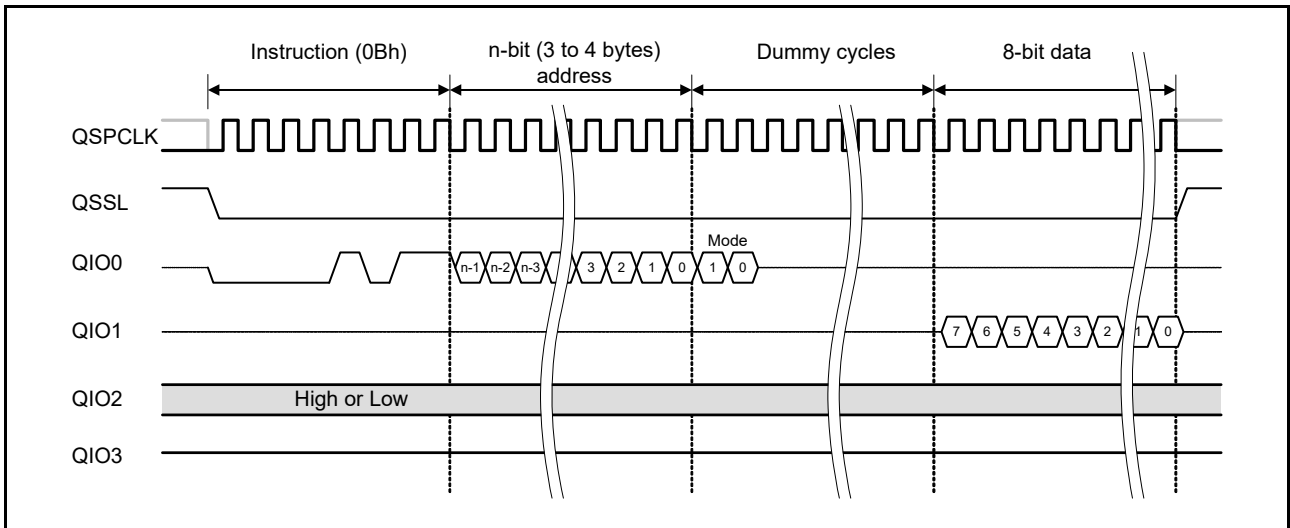 Instruction (0Bh)
n-bit (3 to 4 bytes)
address
Dummy cycles
8-bit data
QSPCLK
QSSL
Mode
QIO0
n-1 n-2 n-3 3 2 1 0 1 0
QIO1
7 6 5 4 3 2 1 0
QIO2
High or Low
QIO3